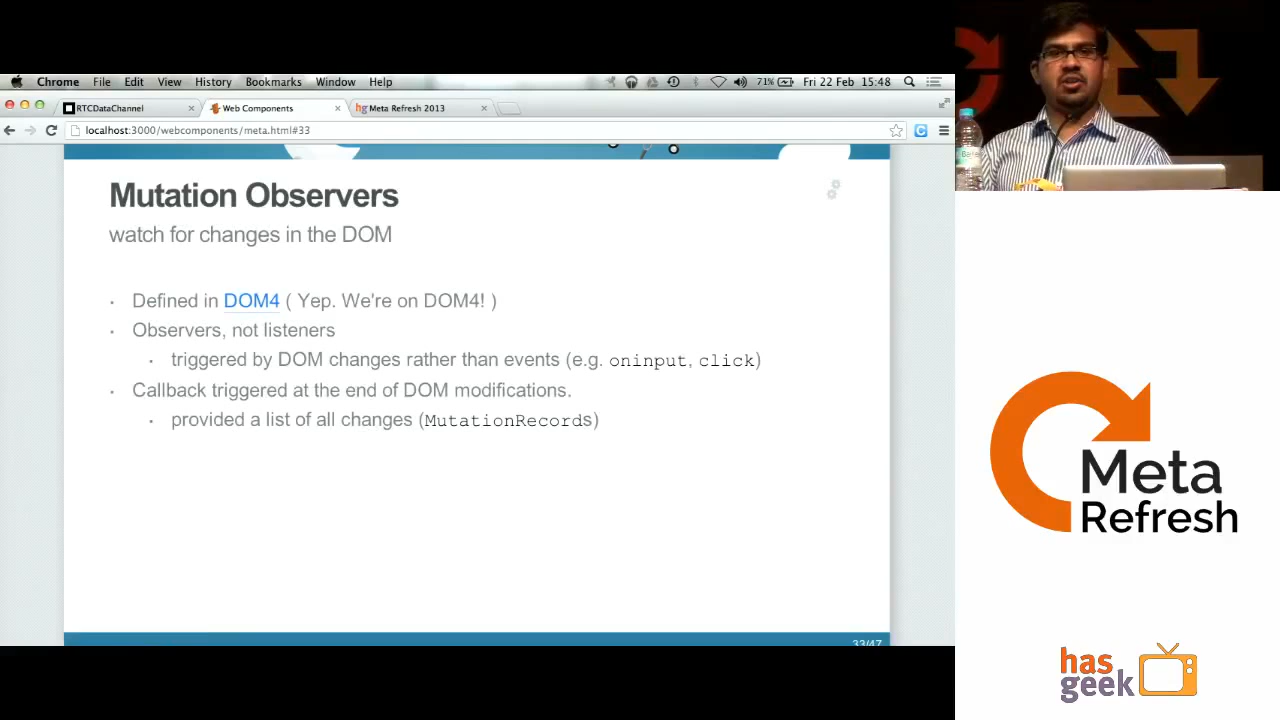 Chrome File Edit View History Bookmarks Window Help 71% Fri 22 Feb 15:48
RTCDataChannel × Web Components × hg Meta Refresh 2013 ×
localhost:3000/webcomponents/meta.html#33
Mutation Observers
watch for changes in the DOM
· Defined in DOM4 ( Yep. We're on DOM4! )
· Observers, not listeners
· triggered by DOM changes rather than events (e.g. oninput, click)
· Callback triggered at the end of DOM modifications.
· provided a list of all changes (MutationRecords)
33/47
Meta
Refresh
has
geek